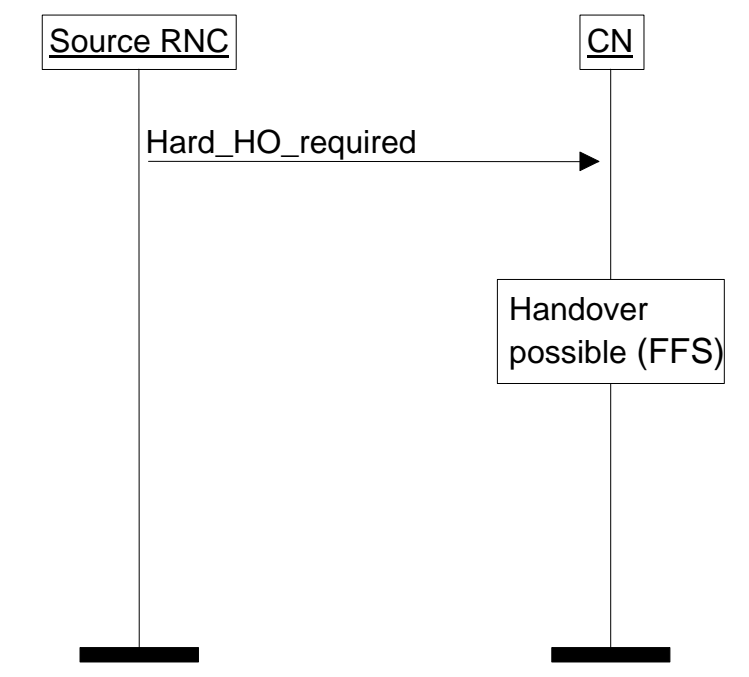 Source RNC
CN
Hard_HO_required
Handover
possible (FFS)